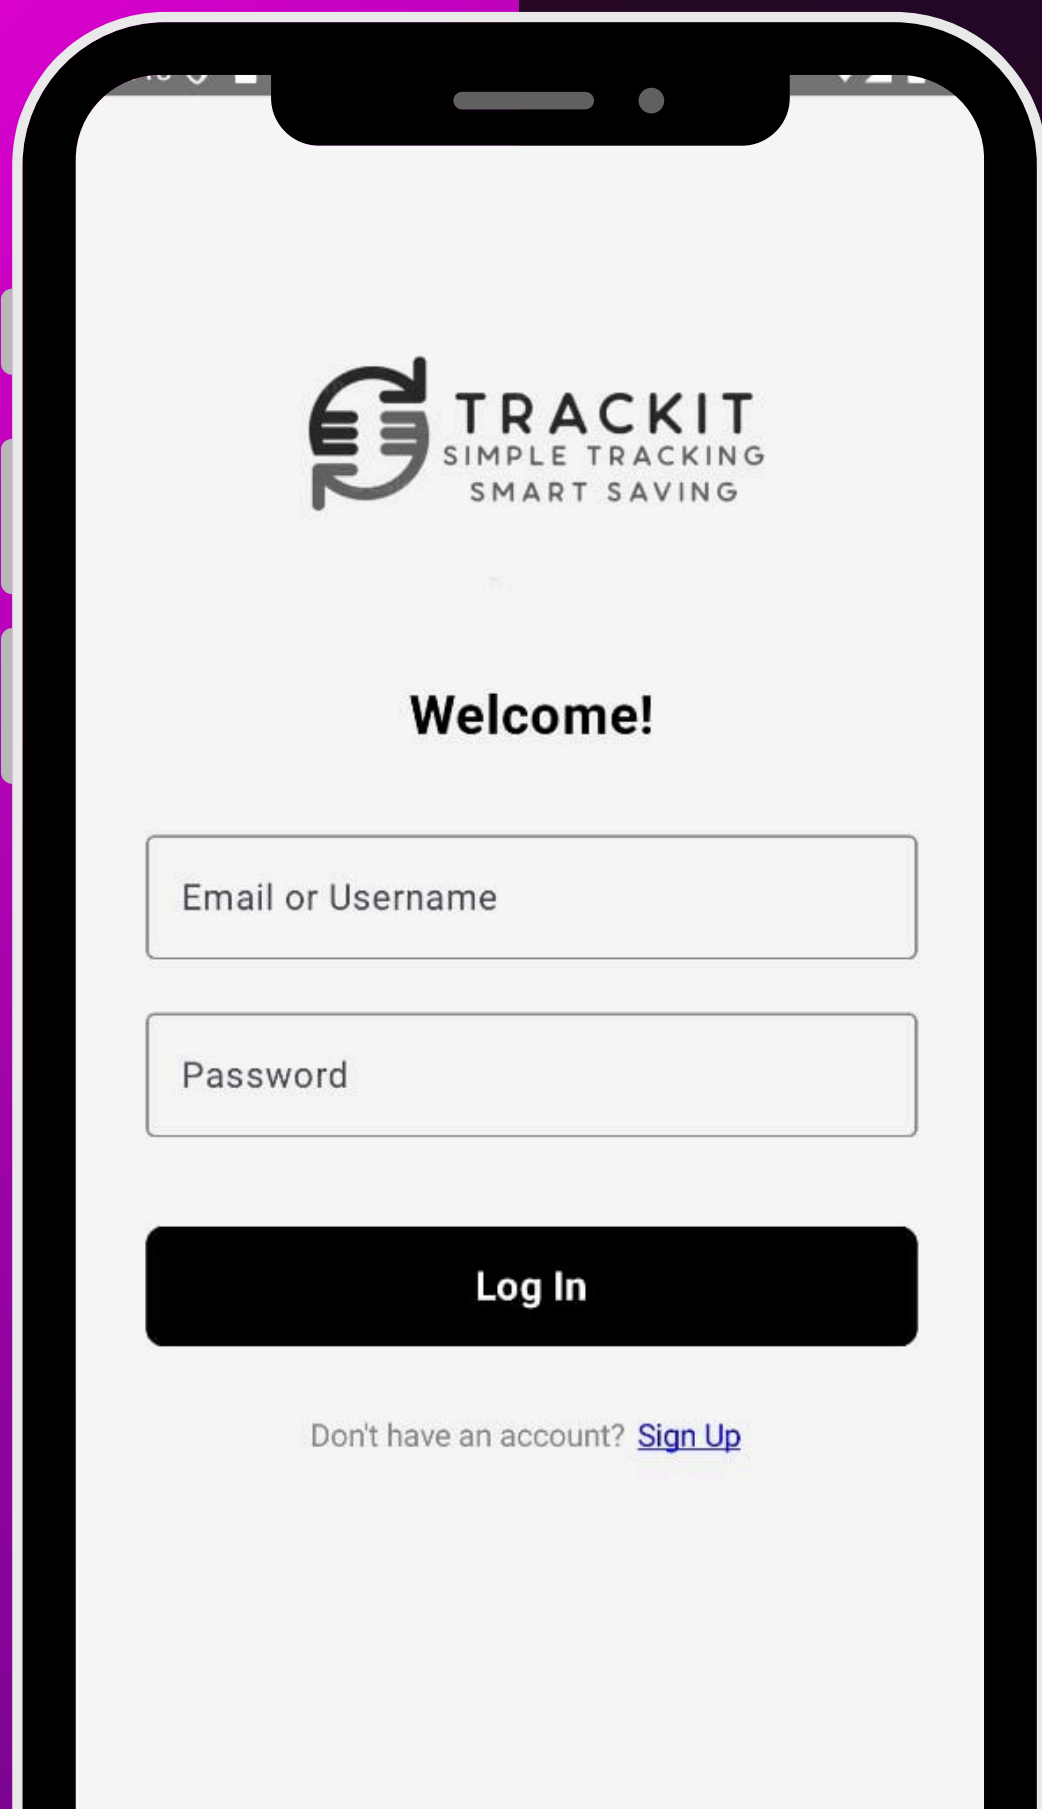 TRACKIT
SIMPLE TRACKING
SMART SAVING
Welcome!
Email or Username
Password
Log In
Don't have an account? Sign Up